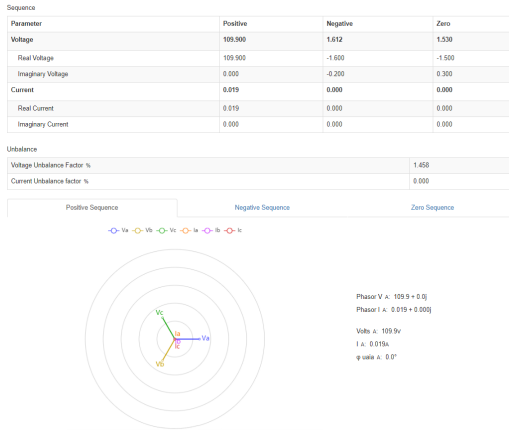 Sequence
Parameter Positive Negative Zero
Voltage 109.900 1.612 1.530
Real Voltage 109.900 -1.600 -1.500
Imaginary Voltage 0.000 -0.200 0.300
Current 0.019 0.000 0.000
Real Current 0.019 0.000 0.000
Imaginary Current 0.000 0.000 0.000
Unbalance
Voltage Unbalance Factor % 1.458
Current Unbalance factor % 0.000
Positive Sequence Negative Sequence Zero Sequence
Va Vb Vc Ia Ib Ic
Phasor V A: 109.9 + 0.0j
Phasor I A: 0.019 + 0.000j
Vc
Volts A: 109.9V
Ia
Va
I A: 0.019A
φ uaia A: 0.0°
Vb